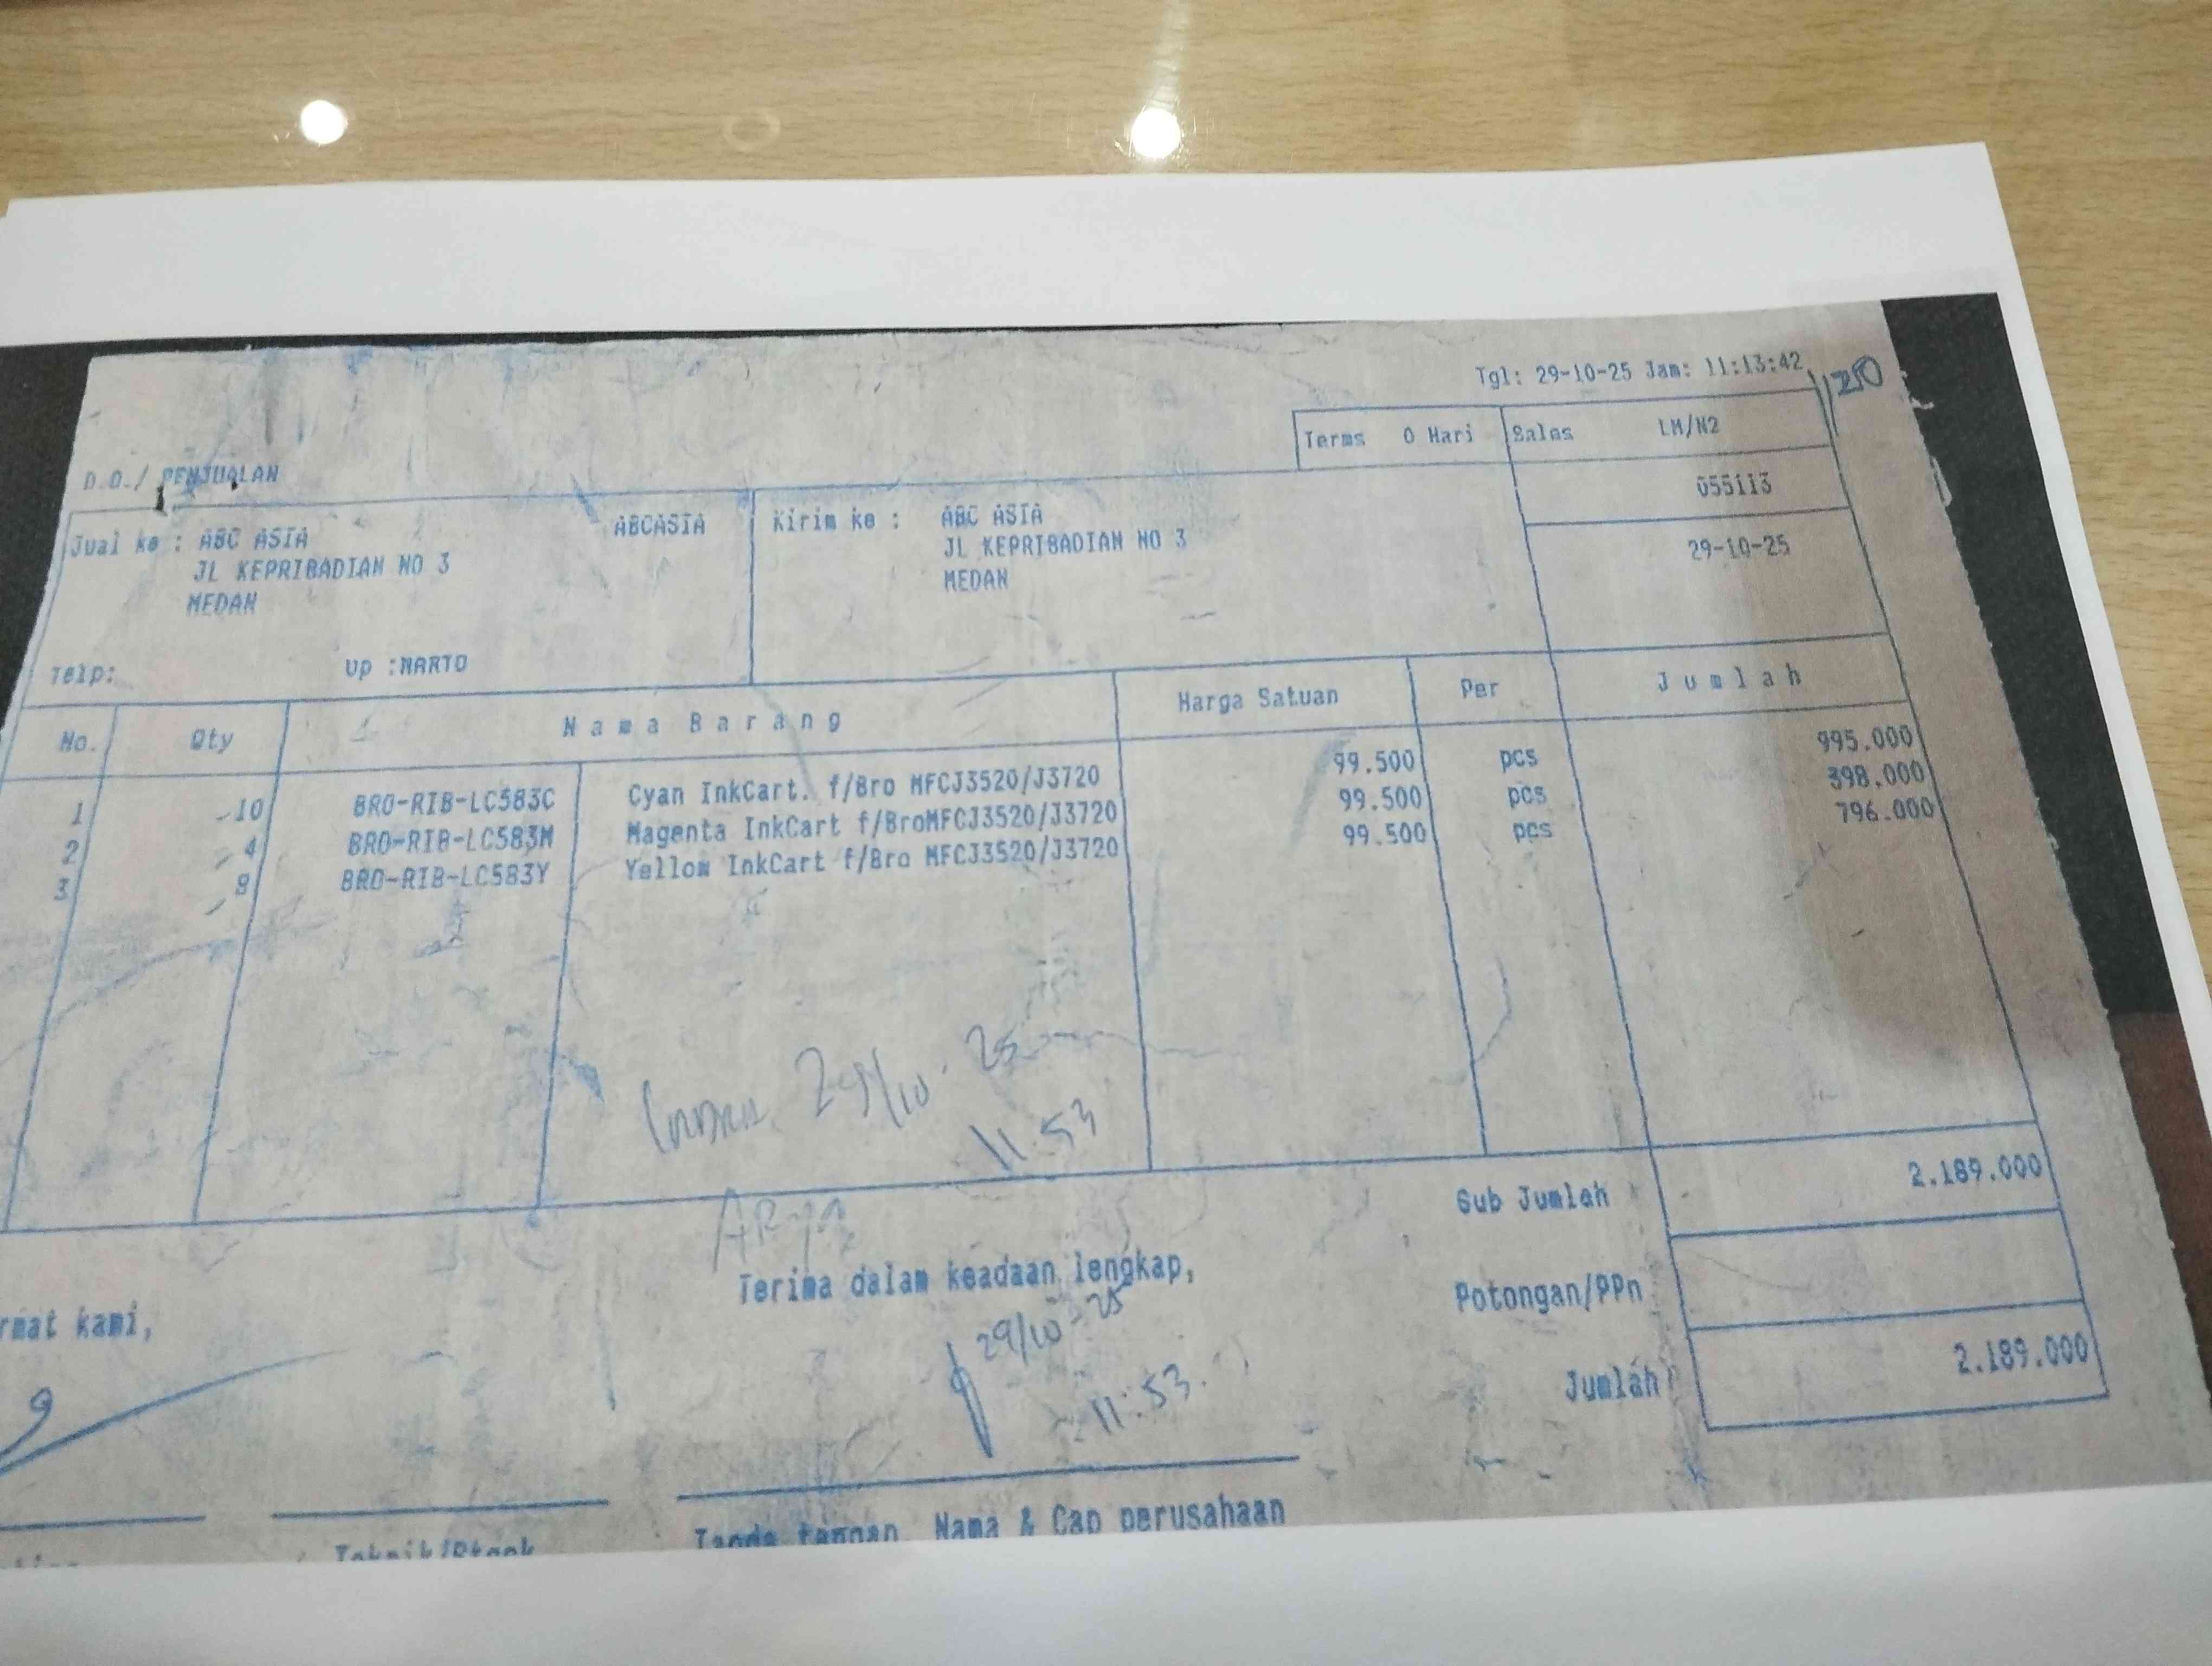 Tgl: 29-10-25 Jam: 11:13:42
Terms 0 Hari Sales LM/N2
D.O./ PENJUALAN
055113
Jual ke : ABC ASIA ABCASIA Kirim ke : ABC ASIA
JL KEPRIBADIAN NO 3 JL KEPRIBADIAN NO 3
MEDAN MEDAN
29-10-25
Telp: Up :NARTO
No. Qty Nama Barang Harga Satuan Per Jumlah
1 10 BRO-RIB-LC583C Cyan InkCart. f/Bro MFCJ3520/J3720 99.500 pcs 995.000
2 4 BRO-RIB-LC583M Magenta InkCart f/BroMFCJ3520/J3720 99.500 pcs 398.000
3 8 BRO-RIB-LC583Y Yellow InkCart f/Bro MFCJ3520/J3720 99.500 pcs 796.000
29/10-25
11.53
Sub Jumlah 2.189.000
Terima dalam keadaan lengkap,
Potongan/PPn
rmat kami,
29/10-25
11:53.
Jumlah 2.189.000
Teknik/Stock Tanda tangan, Nama & Cap perusahaan